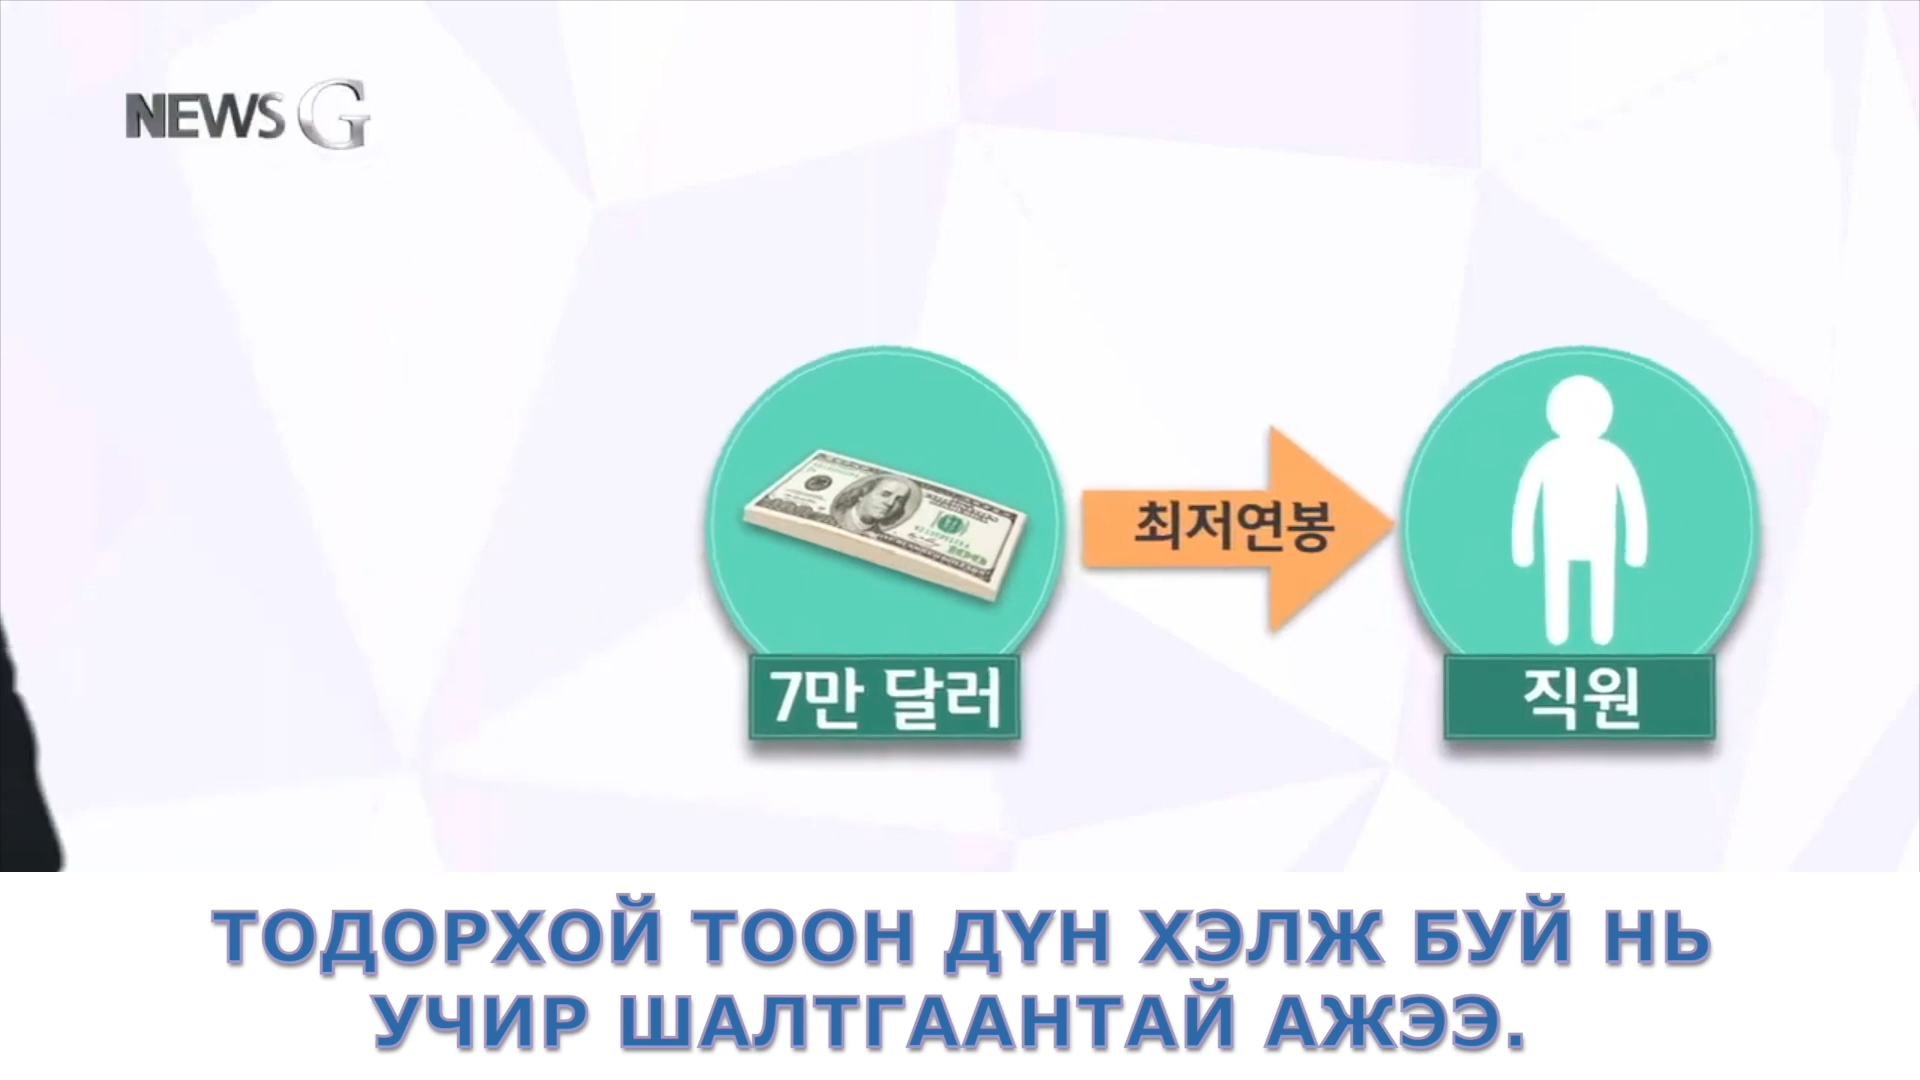 NEWS G
최저연봉
7만 달러
직원
ТОДОРХОЙ ТООН ДҮН ХЭЛЖ БУЙ НЬ
УЧИР ШАЛТГААНТАЙ АЖЭЭ.